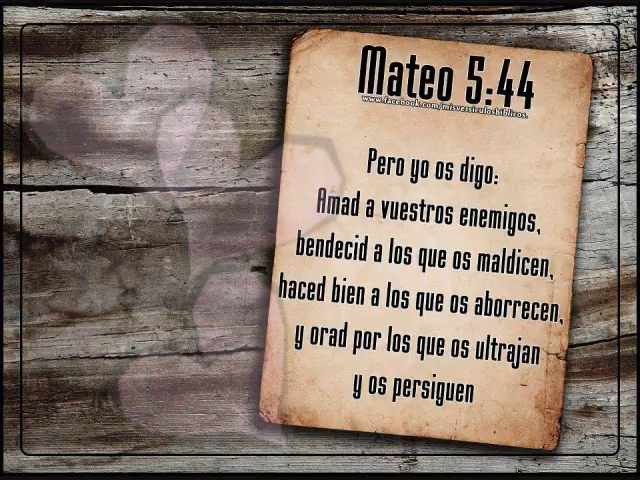 Mateo 5:44
www.facebook.com/misversiculosbiblicos.
Pero yo os digo:
Amad a vuestros enemigos,
bendecid a los que os maldicen,
haced bien a los que os aborrecen,
y orad por los que os ultrajan
y os persiguen